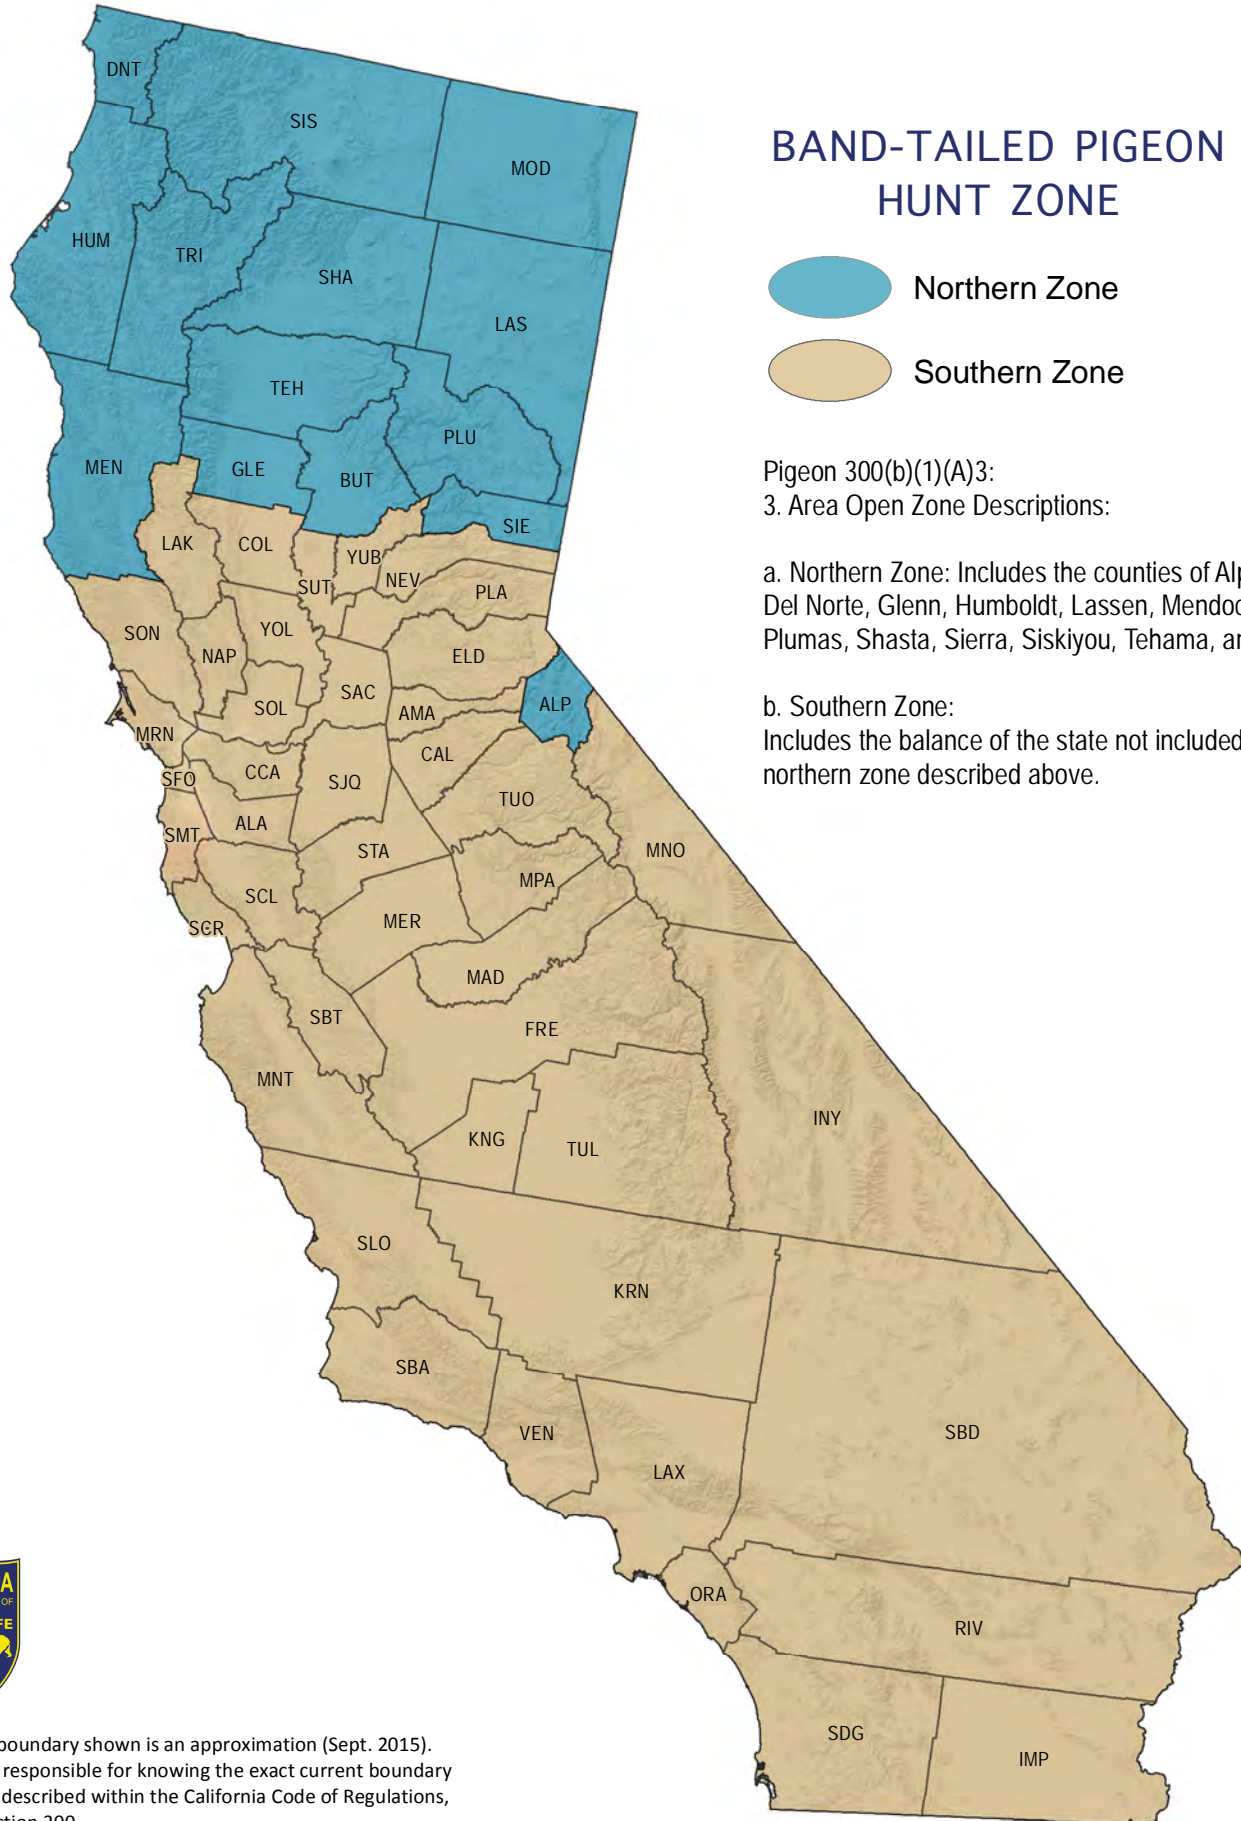 DNT
SIS
MOD
HUM
TRI
SHA
LAS
TEH
PLU
MEN
GLE
BUT
SIE
LAK
COL
YUB
SUT
NEV
PLA
SON
YOL
NAP
ELD
SAC
SOL
AMA
ALP
MRN
CAL
SFO
CCA
SJQ
TUO
SMT
ALA
STA
MNO
MPA
SCL
MER
SCR
MAD
SBT
FRE
MNT
INY
KNG
TUL
SLO
KRN
SBA
VEN
SBD
LAX
ORA
RIV
SDG
IMP
BAND-TAILED PIGEON
HUNT ZONE
Northern Zone
Southern Zone
Pigeon 300(b)(1)(A)3:
3. Area Open Zone Descriptions:
a. Northern Zone: Includes the counties of Alp
Del Norte, Glenn, Humboldt, Lassen, Mendoc
Plumas, Shasta, Sierra, Siskiyou, Tehama, an
b. Southern Zone:
Includes the balance of the state not included
northern zone described above.
A
OF
FE
boundary shown is an approximation (Sept. 2015).
responsible for knowing the exact current boundary
described within the California Code of Regulations,
300